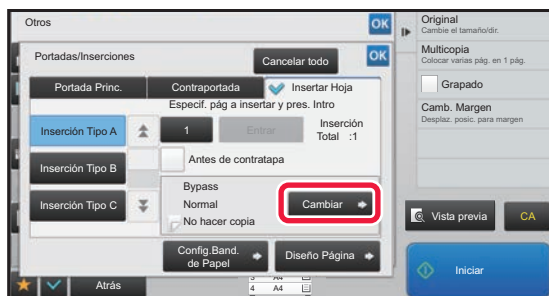 Otros
OK
Portadas/Inserciones
Cancelar todo
OK
Portada Princ.
Contraportada
Insertar Hoja
Especif. pág a insertar y pres. Intro
Inserción Tipo A
1
Entrar
Inserción
Total :1
Antes de contratapa
Inserción Tipo B
Inserción Tipo C
Bypass
Normal
No hacer copia
Cambiar
Config.Band.
de Papel
Diseño Página
Atrás
3 A4
4 A4
Original
Cambie el tamaño/dir.
Multicopia
Colocar varias pág. en 1 pág.
Grapado
Camb. Margen
Desplaz. posic. para margen
Vista previa
CA
Iniciar